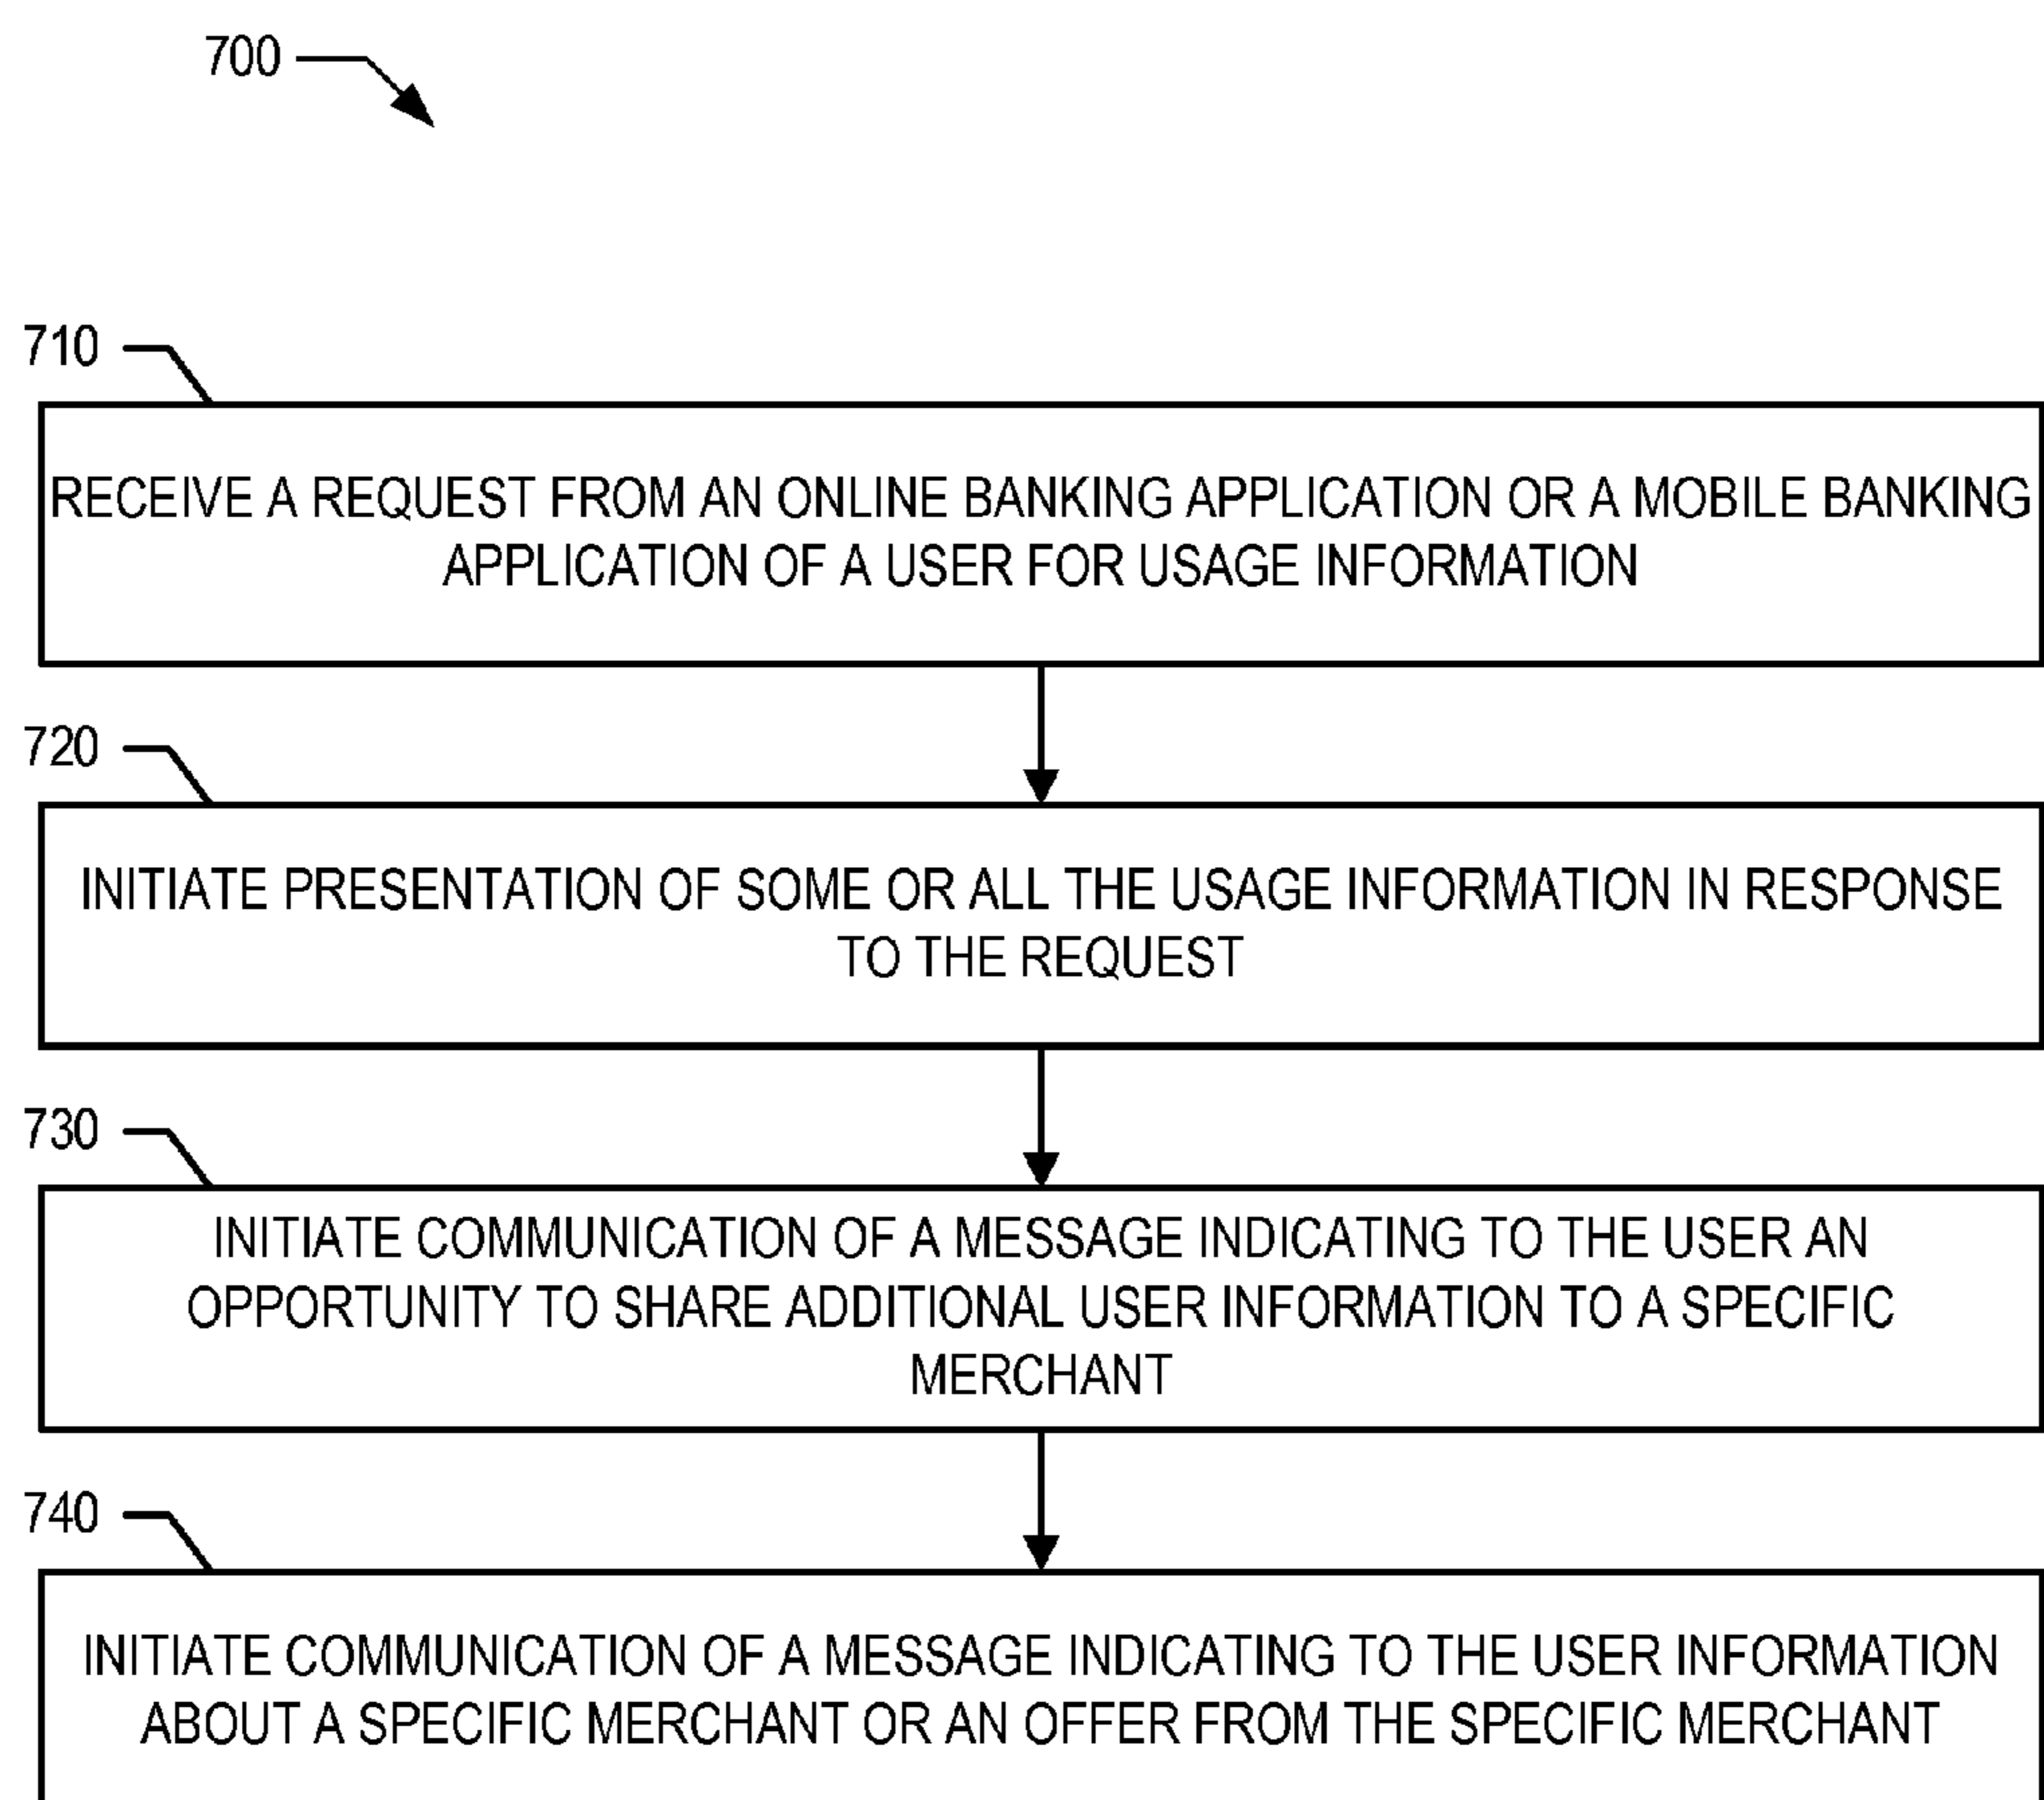 700
710
RECEIVE A REQUEST FROM AN ONLINE BANKING APPLICATION OR A MOBILE BANKING
APPLICATION OF A USER FOR USAGE INFORMATION
720
INITIATE PRESENTATION OF SOME OR ALL THE USAGE INFORMATION IN RESPONSE
TO THE REQUEST
730
INITIATE COMMUNICATION OF A MESSAGE INDICATING TO THE USER AN
OPPORTUNITY TO SHARE ADDITIONAL USER INFORMATION TO A SPECIFIC
MERCHANT
740
INITIATE COMMUNICATION OF A MESSAGE INDICATING TO THE USER INFORMATION
ABOUT A SPECIFIC MERCHANT OR AN OFFER FROM THE SPECIFIC MERCHANT